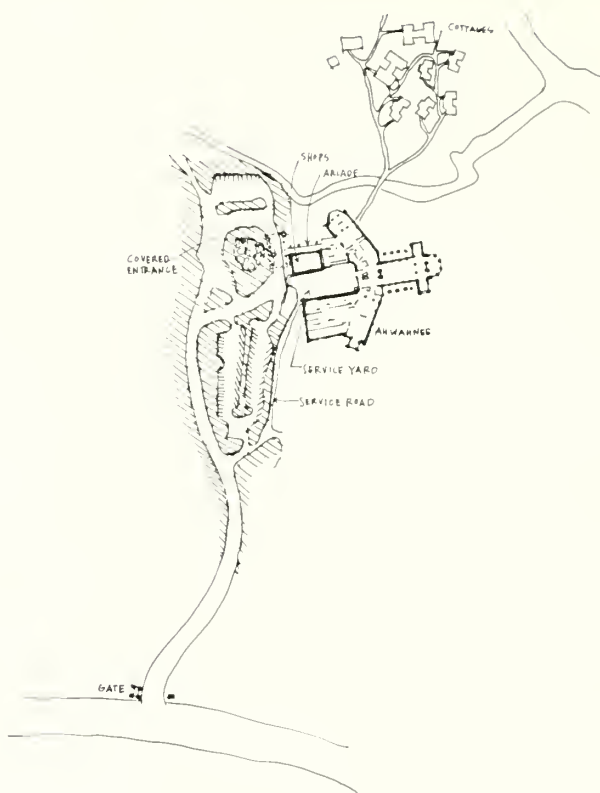 COTTAGES
SHOPS
ARCADE
COVERED
ENTRANCE
AHWAHNEE
SERVICE YARD
SERVICE ROAD
GATE